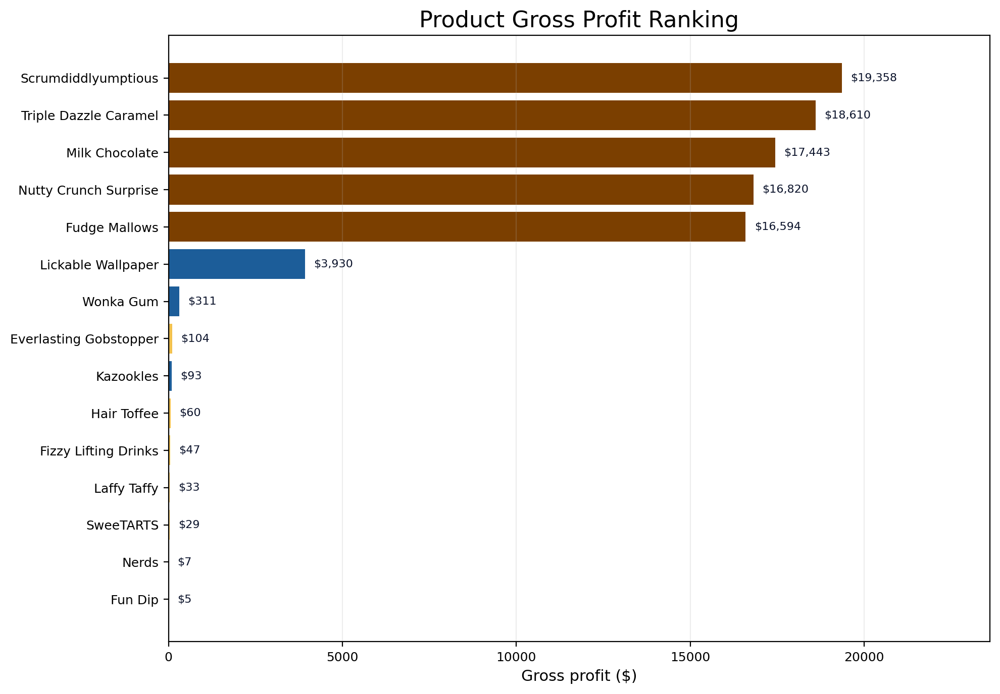 Product Gross Profit Ranking
Scrumdiddlyumptious $19,358
Triple Dazzle Caramel $18,610
Milk Chocolate $17,443
Nutty Crunch Surprise $16,820
Fudge Mallows $16,594
Lickable Wallpaper $3,930
Wonka Gum $311
Everlasting Gobstopper $104
Kazookles $93
Hair Toffee $60
Fizzy Lifting Drinks $47
Laffy Taffy $33
SweeTARTS $29
Nerds $7
Fun Dip $5
0 5000 10000 15000 20000
Gross profit ($)